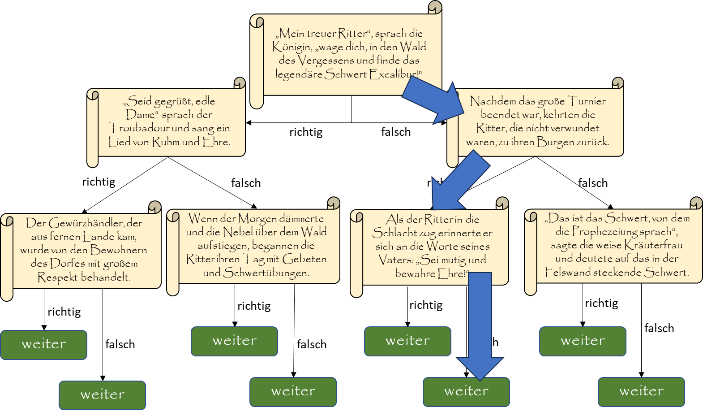 „Mein treuer Ritter“, sprach die
Königin, „wage dich, in den Wald
des Vergessens und finde das
legendäre Schwert Excalibur!“
richtig
falsch
„Seid gegrüßt, edle
Dame“ sprach der
Troubadour und sang ein
Lied von Ruhm und Ehre.
Nachdem das große Turnier
beendet war, kehrten die
Ritter, die nicht verwundet
waren, zu ihren Burgen zurück.
richtig
falsch
falsch
Der Gewürzhändler, der
aus fernen Lande kam,
wurde von den Bewohnern
des Dorfes mit großem
Respekt behandelt.
Wenn der Morgen dämmerte
und die Nebel über dem Wald
aufstiegen, begannen die
Ritter ihren Tag mit Gebeten
und Schwertübungen.
Als der Ritter in die
Schlacht zog erinnerte er
sich an die Worte seines
Vaters: „Sei mutig und
bewahre Ehre!“
„Das ist das Schwert, von dem
die Prophezeiung sprach“,
sagte die weise Kräuterfrau
und deutete auf das in der
Felswand steckende Schwert.
richtig
richtig
richtig
richtig
weiter
weiter
weiter
weiter
falsch
falsch
falsch
weiter
weiter
weiter
weiter